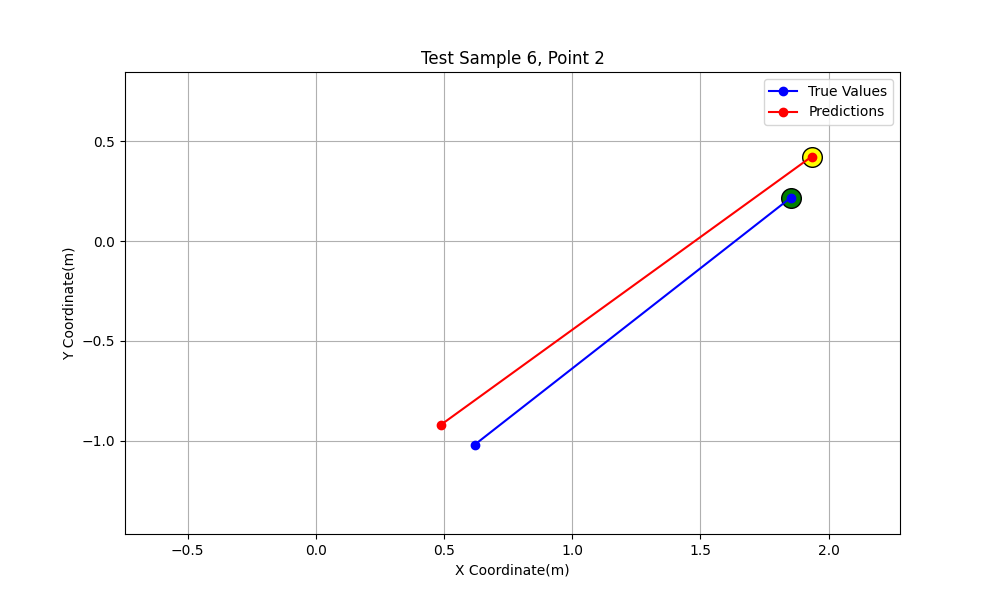 Test Sample 6, Point 2
True Values
Predictions
0.5
0.0
−0.5
−1.0
Y Coordinate(m)
−0.5
0.0
0.5
1.0
1.5
2.0
X Coordinate(m)